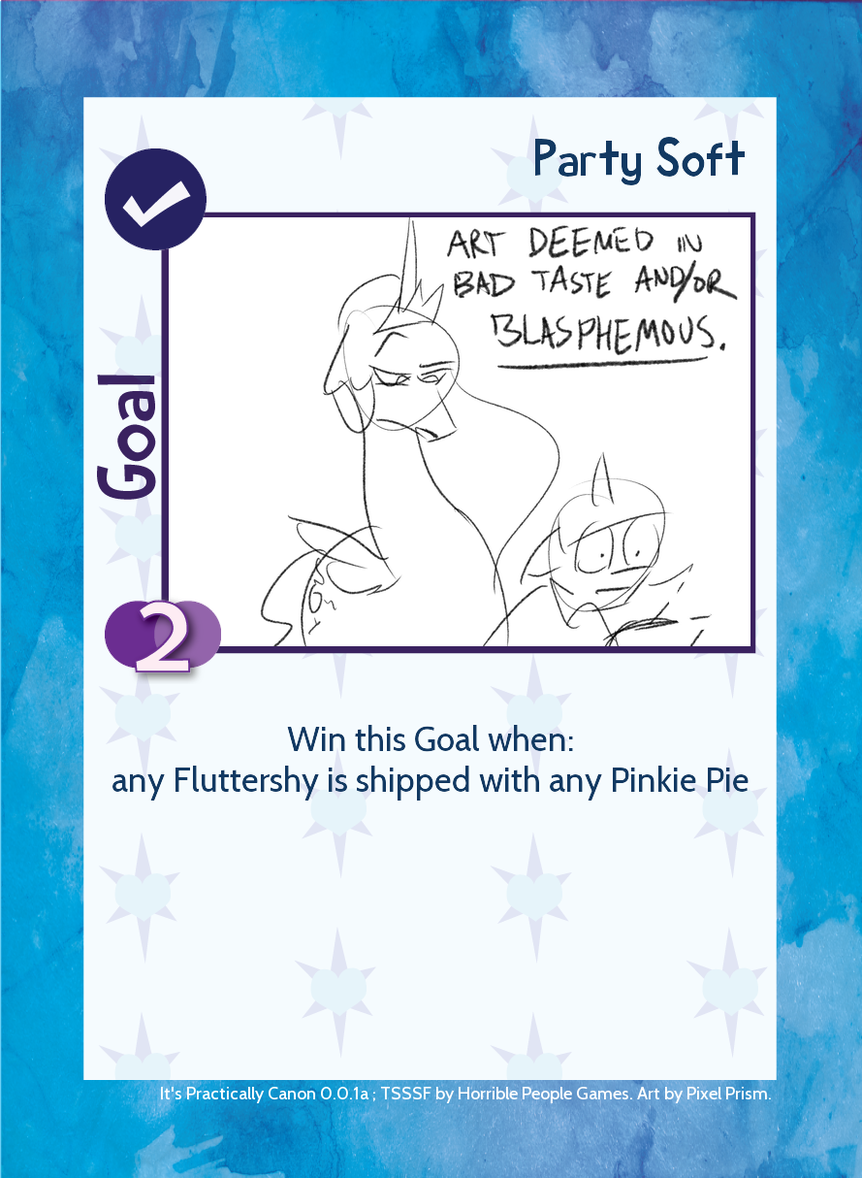 Party Soft
ART DEEMED IN
BAD TASTE AND/OR
BLASPHEMOUS.
Goal
2
Win this Goal when:
any Fluttershy is shipped with any Pinkie Pie
It's Practically Canon 0.0.1a ; TSSSF by Horrible People Games. Art by Pixel Prism.